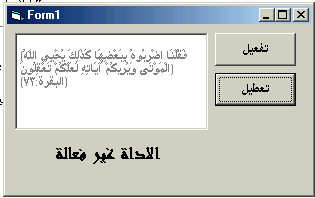 Form1
فَقُلْنَا اضْرِبُوهُ بِبَعْضِهَا كَذَلِكَ يُحْيِي اللَّهُ)
(الْمَوْتَى وَيُرِيكُمْ آيَاتِهِ لَعَلَّكُمْ تَعْقِلُونَ
(البقرة:٧٣)
تفعيل
تعطيل
الاداة غير فعالة